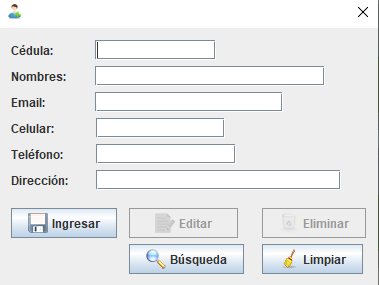 Cédula:
Nombres:
Email:
Celular:
Teléfono:
Dirección:
Ingresar Editar Eliminar
Búsqueda Limpiar